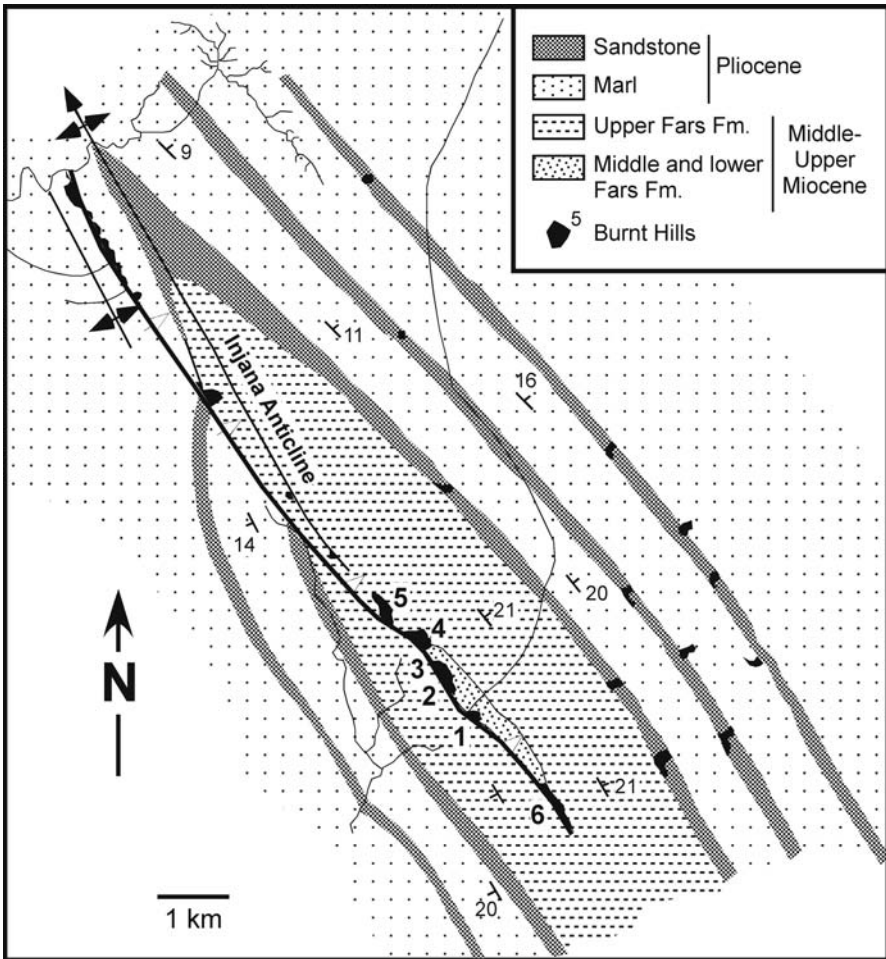 Sandstone
Marl
Pliocene
Upper Fars Fm.
Middle and lower
Fars Fm.
Middle-
Upper
Miocene
5
Burnt Hills
9
11
16
Injana Anticline
14
20
21
5
4
3
2
1
6
21
20
N
1 km